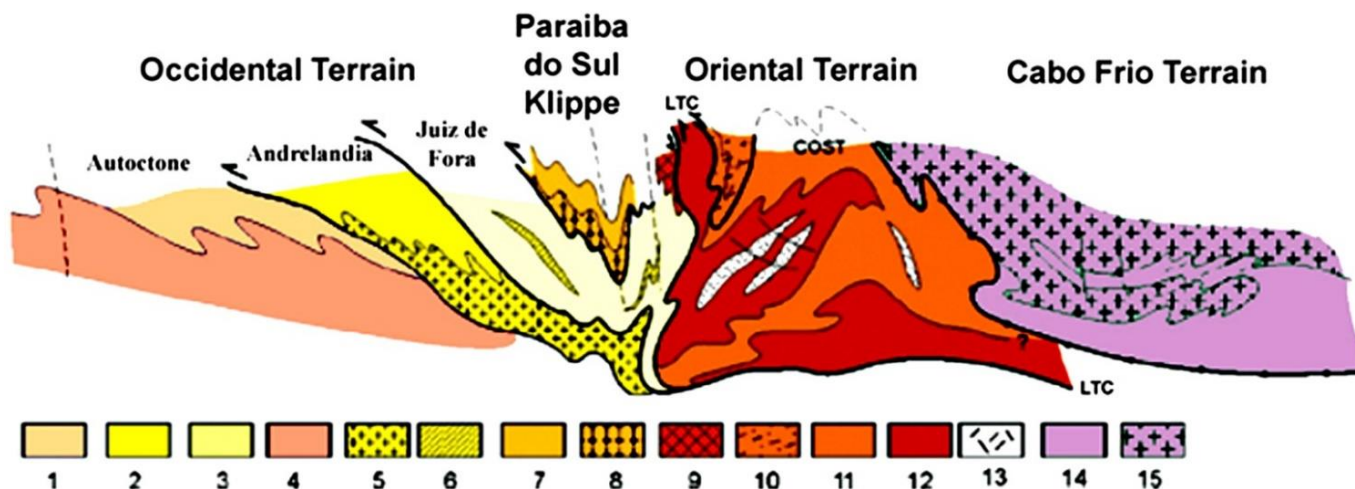 Occidental Terrain
Paraiba
do Sul
Klippe
Oriental Terrain
Cabo Frio Terrain
LTC
Autoctone
Andrelandia
Juiz de
Fora
COST
?
LTC
1 2 3 4 5 6 7 8 9 10 11 12 13 14 15